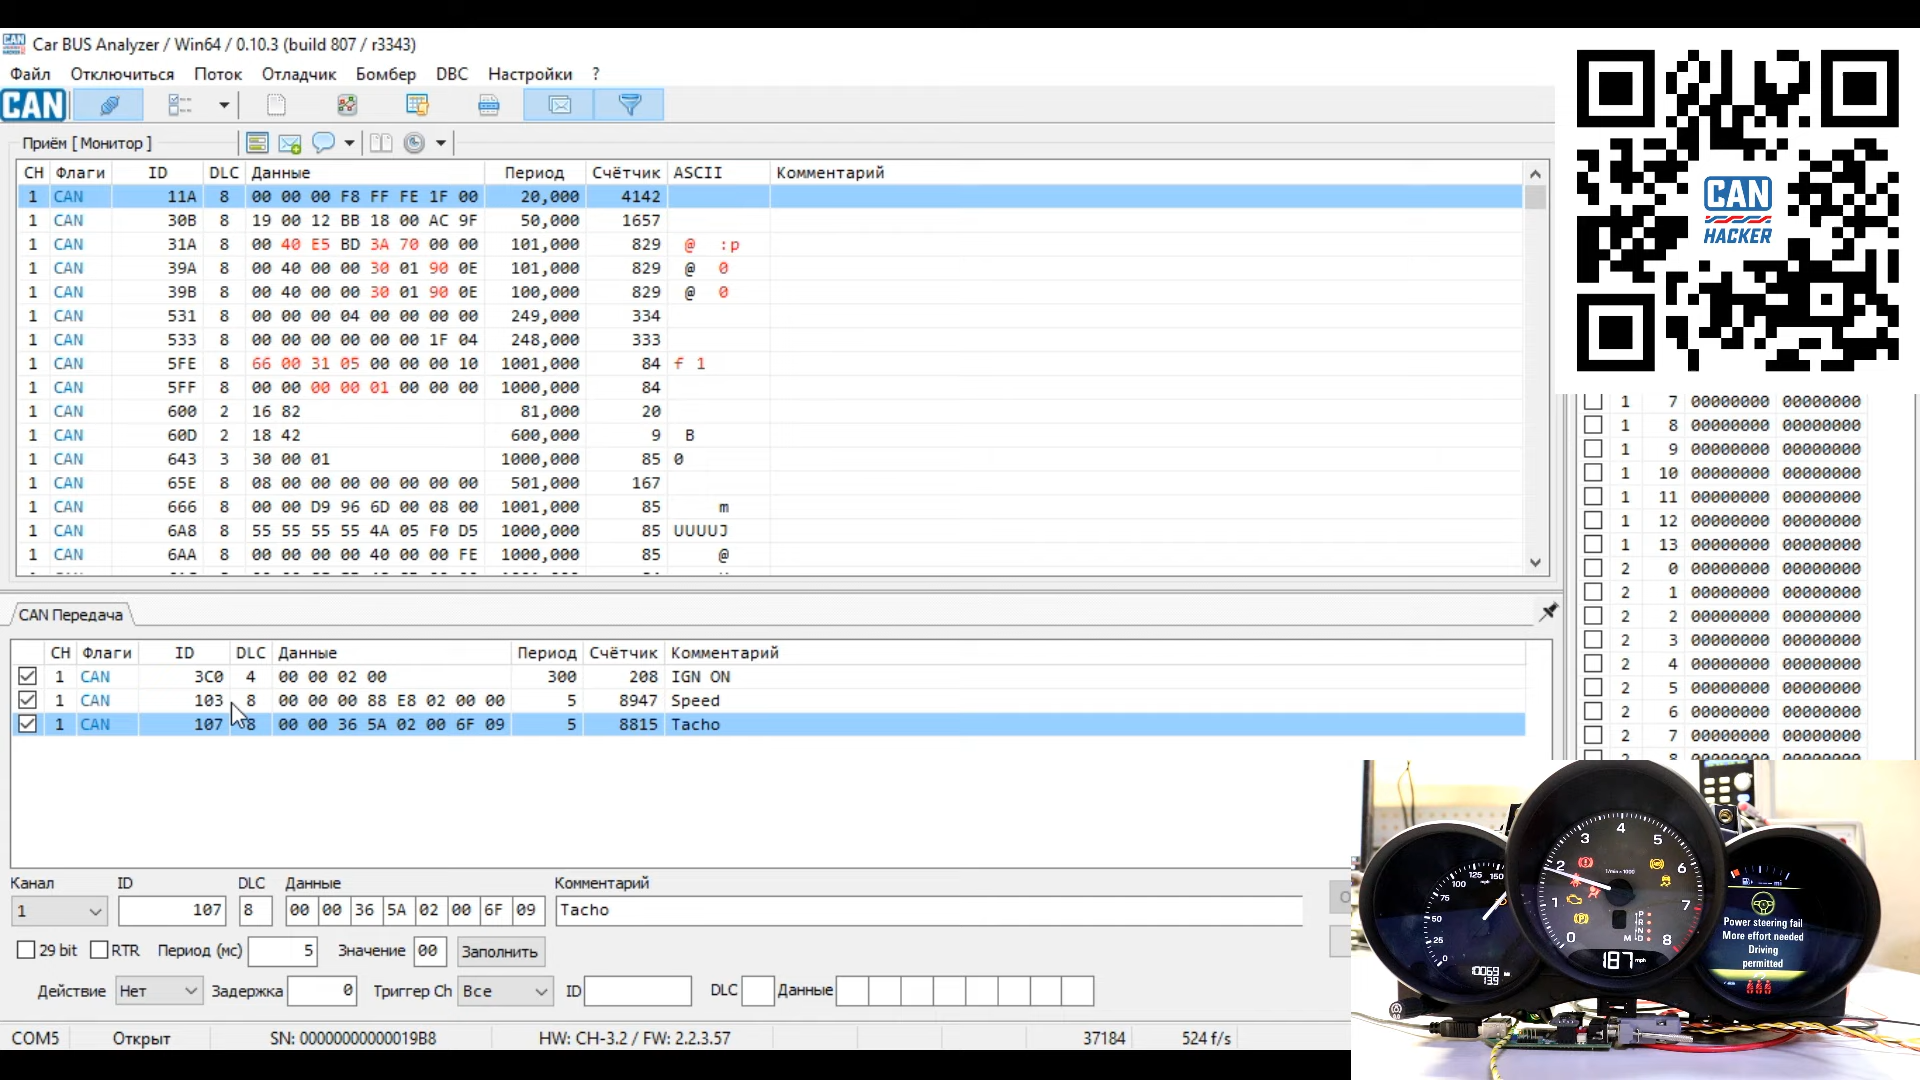 Car BUS Analyzer / Win64 / 0.10.3 (build 807 / r3343)
Файл Отключиться Поток Отладчик Бомбер DBC Настройки ?
CAN
Приём [ Монитор ]
CH Флаги ID DLC Данные Период Счётчик ASCII Комментарий
1 CAN 11A 8 00 00 00 F8 FF FE 1F 00 20,000 4142
1 CAN 30B 8 19 00 12 BB 18 00 AC 9F 50,000 1657
1 CAN 31A 8 00 40 E5 BD 3A 70 00 00 101,000 829 @ :p
1 CAN 39A 8 00 40 00 00 30 01 90 0E 101,000 829 @ 0
1 CAN 39B 8 00 40 00 00 30 01 90 0E 100,000 829 @ 0
1 CAN 531 8 00 00 00 04 00 00 00 00 249,000 334
1 CAN 533 8 00 00 00 00 00 00 1F 04 248,000 333
1 CAN 5FE 8 66 00 31 05 00 00 00 10 1001,000 84 f 1
1 CAN 5FF 8 00 00 00 00 01 00 00 00 1000,000 84
1 CAN 600 2 16 82 81,000 20
1 CAN 60D 2 18 42 600,000 9 B
1 CAN 643 3 30 00 01 1000,000 85 0
1 CAN 65E 8 08 00 00 00 00 00 00 00 501,000 167
1 CAN 666 8 00 00 D9 96 6D 00 08 00 1001,000 85 m
1 CAN 6A8 8 55 55 55 55 4A 05 F0 D5 1000,000 85 UUUUJ
1 CAN 6AA 8 00 00 00 00 40 00 00 FE 1000,000 85 @
CAN
HACKER
1 7 00000000 00000000
1 8 00000000 00000000
1 9 00000000 00000000
1 10 00000000 00000000
1 11 00000000 00000000
1 12 00000000 00000000
1 13 00000000 00000000
2 0 00000000 00000000
2 1 00000000 00000000
2 2 00000000 00000000
2 3 00000000 00000000
2 4 00000000 00000000
2 5 00000000 00000000
2 6 00000000 00000000
2 7 00000000 00000000
CAN Передача
CH Флаги ID DLC Данные Период Счётчик Комментарий
1 CAN 3C0 4 00 00 02 00 300 208 IGN ON
1 CAN 103 8 00 00 00 88 E8 02 00 00 5 8947 Speed
1 CAN 107 8 00 00 36 5A 02 00 6F 09 5 8815 Tacho
Канал ID DLC Данные Комментарий
1 107 8 00 00 36 5A 02 00 6F 09 Tacho
29 bit RTR Период (мс) 5 Значение 00 Заполнить
Действие Нет Задержка 0 Триггер Ch Все ID DLC Данные
COM5 Открыт SN: 00000000000019B8 HW: CH-3.2 / FW: 2.2.3.57 37184 524 f/s
0 25 50 75 100 125 150
mph
10069
139
0 1 2 3 4 5 6 7 8
P
R
N
M D
187 mph
Power steering fail
More effort needed
Driving
permitted